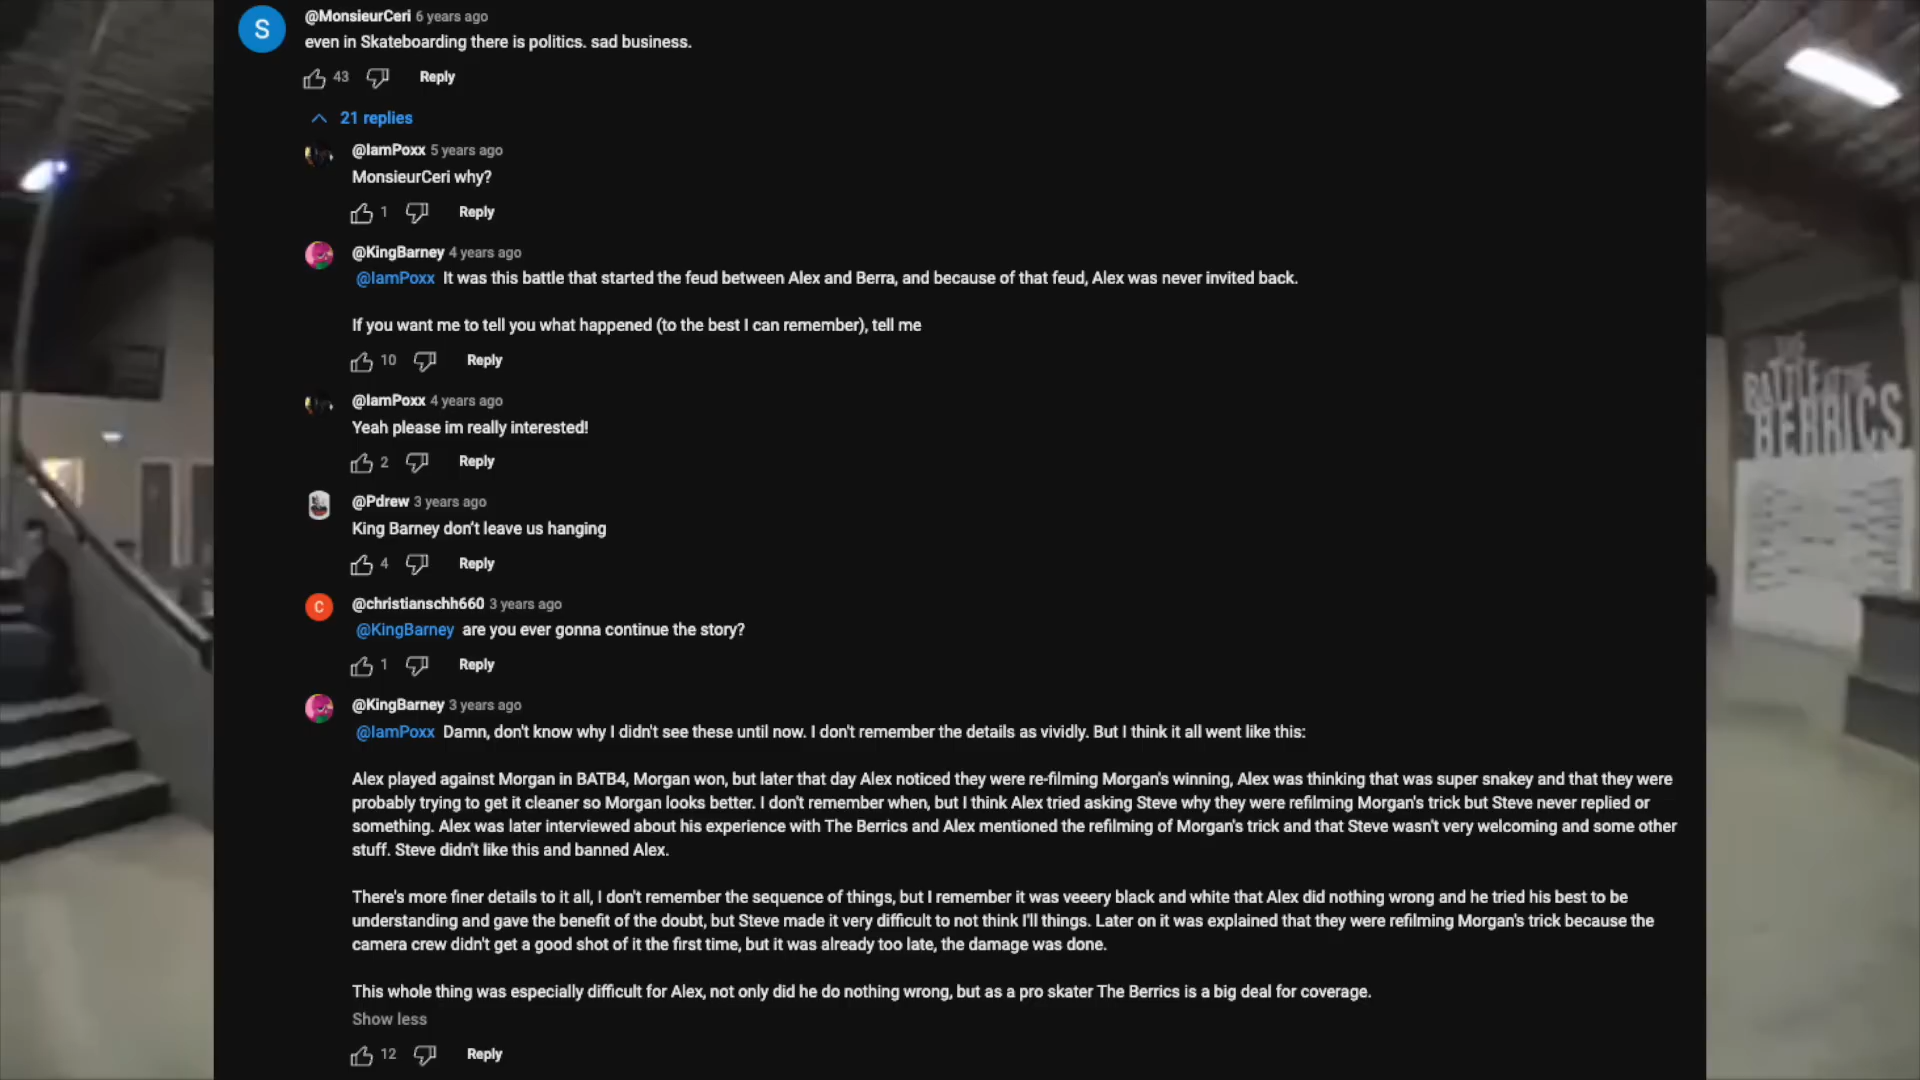 S
@MonsieurCeri 6 years ago
even in Skateboarding there is politics. sad business.
43 Reply
21 replies
@IamPoxx 5 years ago
MonsieurCeri why?
1 Reply
@KingBarney 4 years ago
@IamPoxx It was this battle that started the feud between Alex and Berra, and because of that feud, Alex was never invited back.
If you want me to tell you what happened (to the best I can remember), tell me
10 Reply
@IamPoxx 4 years ago
Yeah please im really interested!
2 Reply
@Pdrew 3 years ago
King Barney don't leave us hanging
4 Reply
C
@christianschh660 3 years ago
@KingBarney are you ever gonna continue the story?
1 Reply
@KingBarney 3 years ago
@IamPoxx Damn, don't know why I didn't see these until now. I don't remember the details as vividly. But I think it all went like this:
Alex played against Morgan in BATB4, Morgan won, but later that day Alex noticed they were re-filming Morgan's winning, Alex was thinking that was super snakey and that they were
probably trying to get it cleaner so Morgan looks better. I don't remember when, but I think Alex tried asking Steve why they were refilming Morgan's trick but Steve never replied or
something. Alex was later interviewed about his experience with The Berrics and Alex mentioned the refilming of Morgan's trick and that Steve wasn't very welcoming and some other
stuff. Steve didn't like this and banned Alex.
There's more finer details to it all, I don't remember the sequence of things, but I remember it was veeery black and white that Alex did nothing wrong and he tried his best to be
understanding and gave the benefit of the doubt, but Steve made it very difficult to not think I'll things. Later on it was explained that they were refilming Morgan's trick because the
camera crew didn't get a good shot of it the first time, but it was already too late, the damage was done.
This whole thing was especially difficult for Alex, not only did he do nothing wrong, but as a pro skater The Berrics is a big deal for coverage.
Show less
12 Reply
THE
BATTLE AT THE
BERRICS